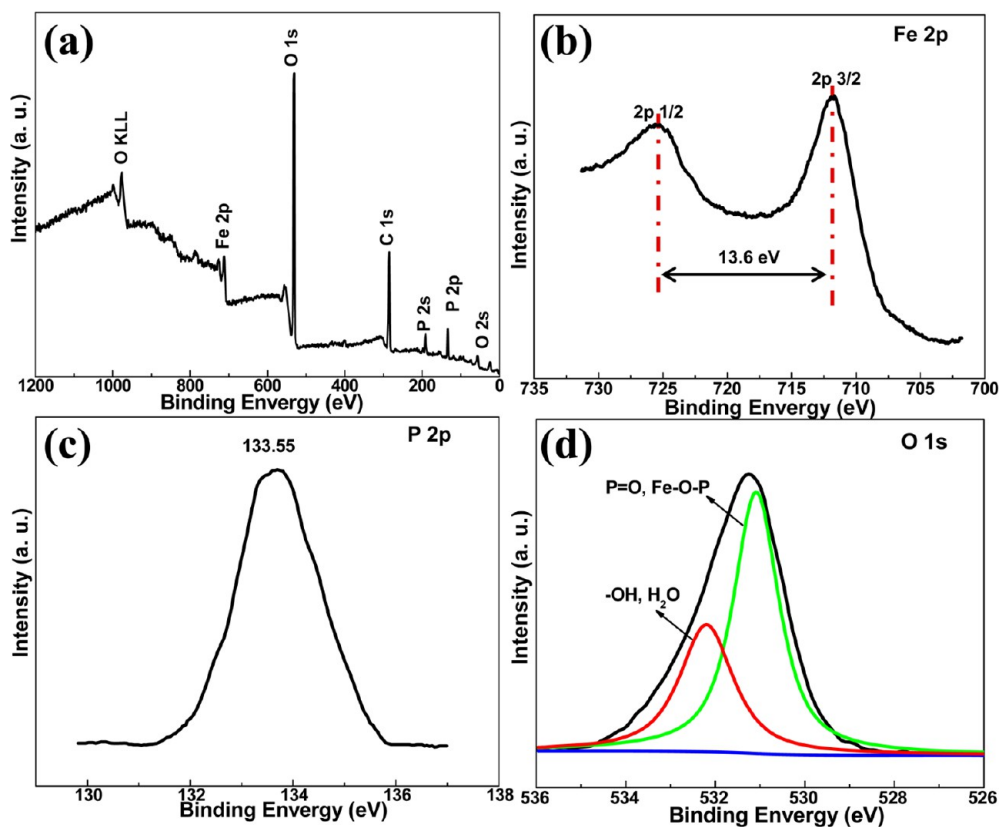 (a)
O KLL
Fe 2p
O 1s
C 1s
P 2s
P 2p
O 2s
Intensity (a. u.)
1200 1000 800 600 400 200 0
Binding Envergy (eV)
(b)
Fe 2p
2p 1/2
2p 3/2
13.6 eV
Intensity (a. u.)
735 730 725 720 715 710 705 700
Binding Envergy (eV)
(c)
P 2p
133.55
Intensity (a. u.)
130 132 134 136 138
Binding Envergy (eV)
(d)
O 1s
P=O, Fe-O-P
-OH, H₂O
Intensity (a. u.)
536 534 532 530 528 526
Binding Envergy (eV)